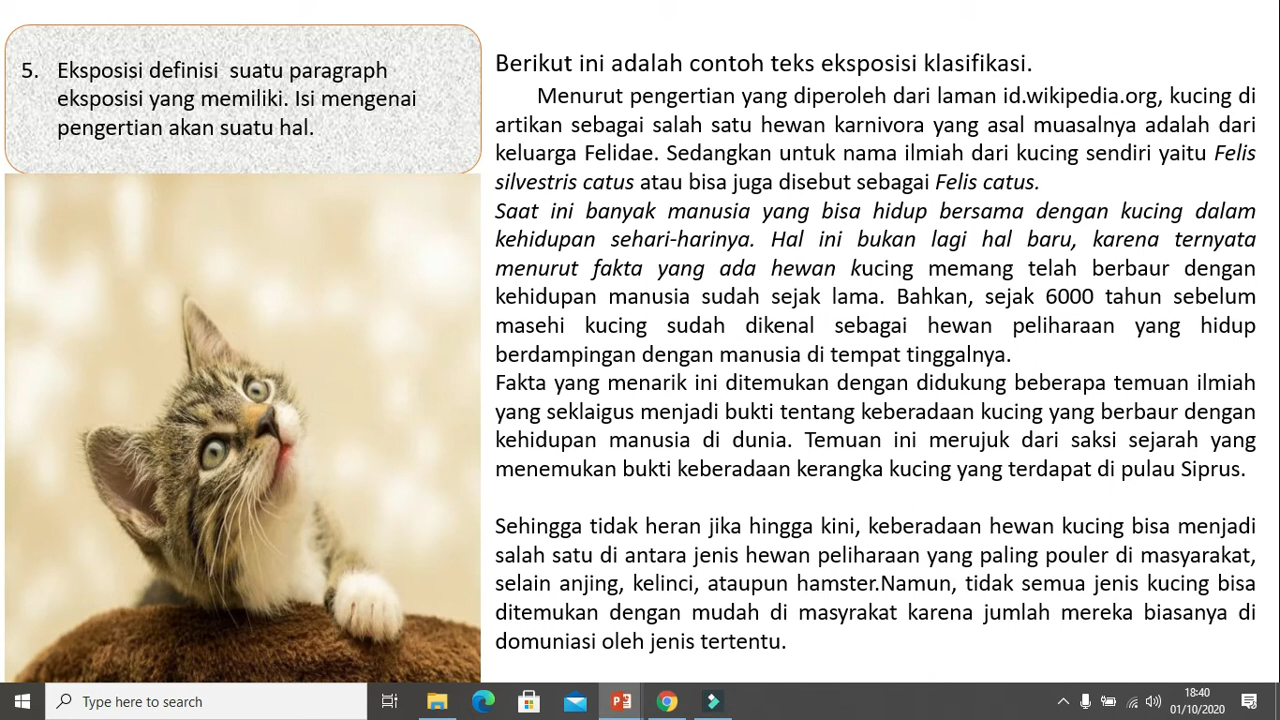 5. Eksposisi definisi suatu paragraph
eksposisi yang memiliki. Isi mengenai
pengertian akan suatu hal.
Berikut ini adalah contoh teks eksposisi klasifikasi.
Menurut pengertian yang diperoleh dari laman id.wikipedia.org, kucing di
artikan sebagai salah satu hewan karnivora yang asal muasalnya adalah dari
keluarga Felidae. Sedangkan untuk nama ilmiah dari kucing sendiri yaitu Felis
silvestris catus atau bisa juga disebut sebagai Felis catus.
Saat ini banyak manusia yang bisa hidup bersama dengan kucing dalam
kehidupan sehari-harinya. Hal ini bukan lagi hal baru, karena ternyata
menurut fakta yang ada hewan kucing memang telah berbaur dengan
kehidupan manusia sudah sejak lama. Bahkan, sejak 6000 tahun sebelum
masehi kucing sudah dikenal sebagai hewan peliharaan yang hidup
berdampingan dengan manusia di tempat tinggalnya.
Fakta yang menarik ini ditemukan dengan didukung beberapa temuan ilmiah
yang seklaigus menjadi bukti tentang keberadaan kucing yang berbaur dengan
kehidupan manusia di dunia. Temuan ini merujuk dari saksi sejarah yang
menemukan bukti keberadaan kerangka kucing yang terdapat di pulau Siprus.
Sehingga tidak heran jika hingga kini, keberadaan hewan kucing bisa menjadi
salah satu di antara jenis hewan peliharaan yang paling pouler di masyarakat,
selain anjing, kelinci, ataupun hamster.Namun, tidak semua jenis kucing bisa
ditemukan dengan mudah di masyrakat karena jumlah mereka biasanya di
domuniasi oleh jenis tertentu.
Type here to search
18:40
01/10/2020